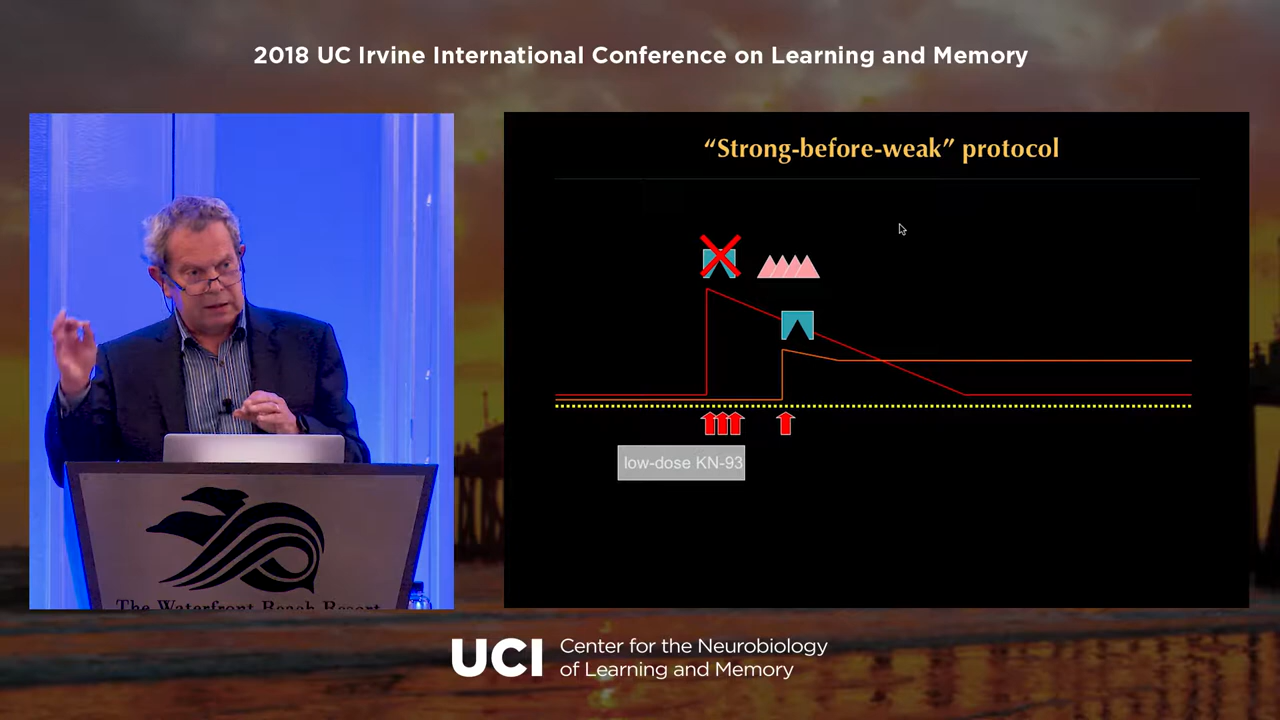 2018 UC Irvine International Conference on Learning and Memory
“Strong-before-weak” protocol
low-dose KN-93
The Waterfront Beach Resort
UCI Center for the Neurobiology
of Learning and Memory